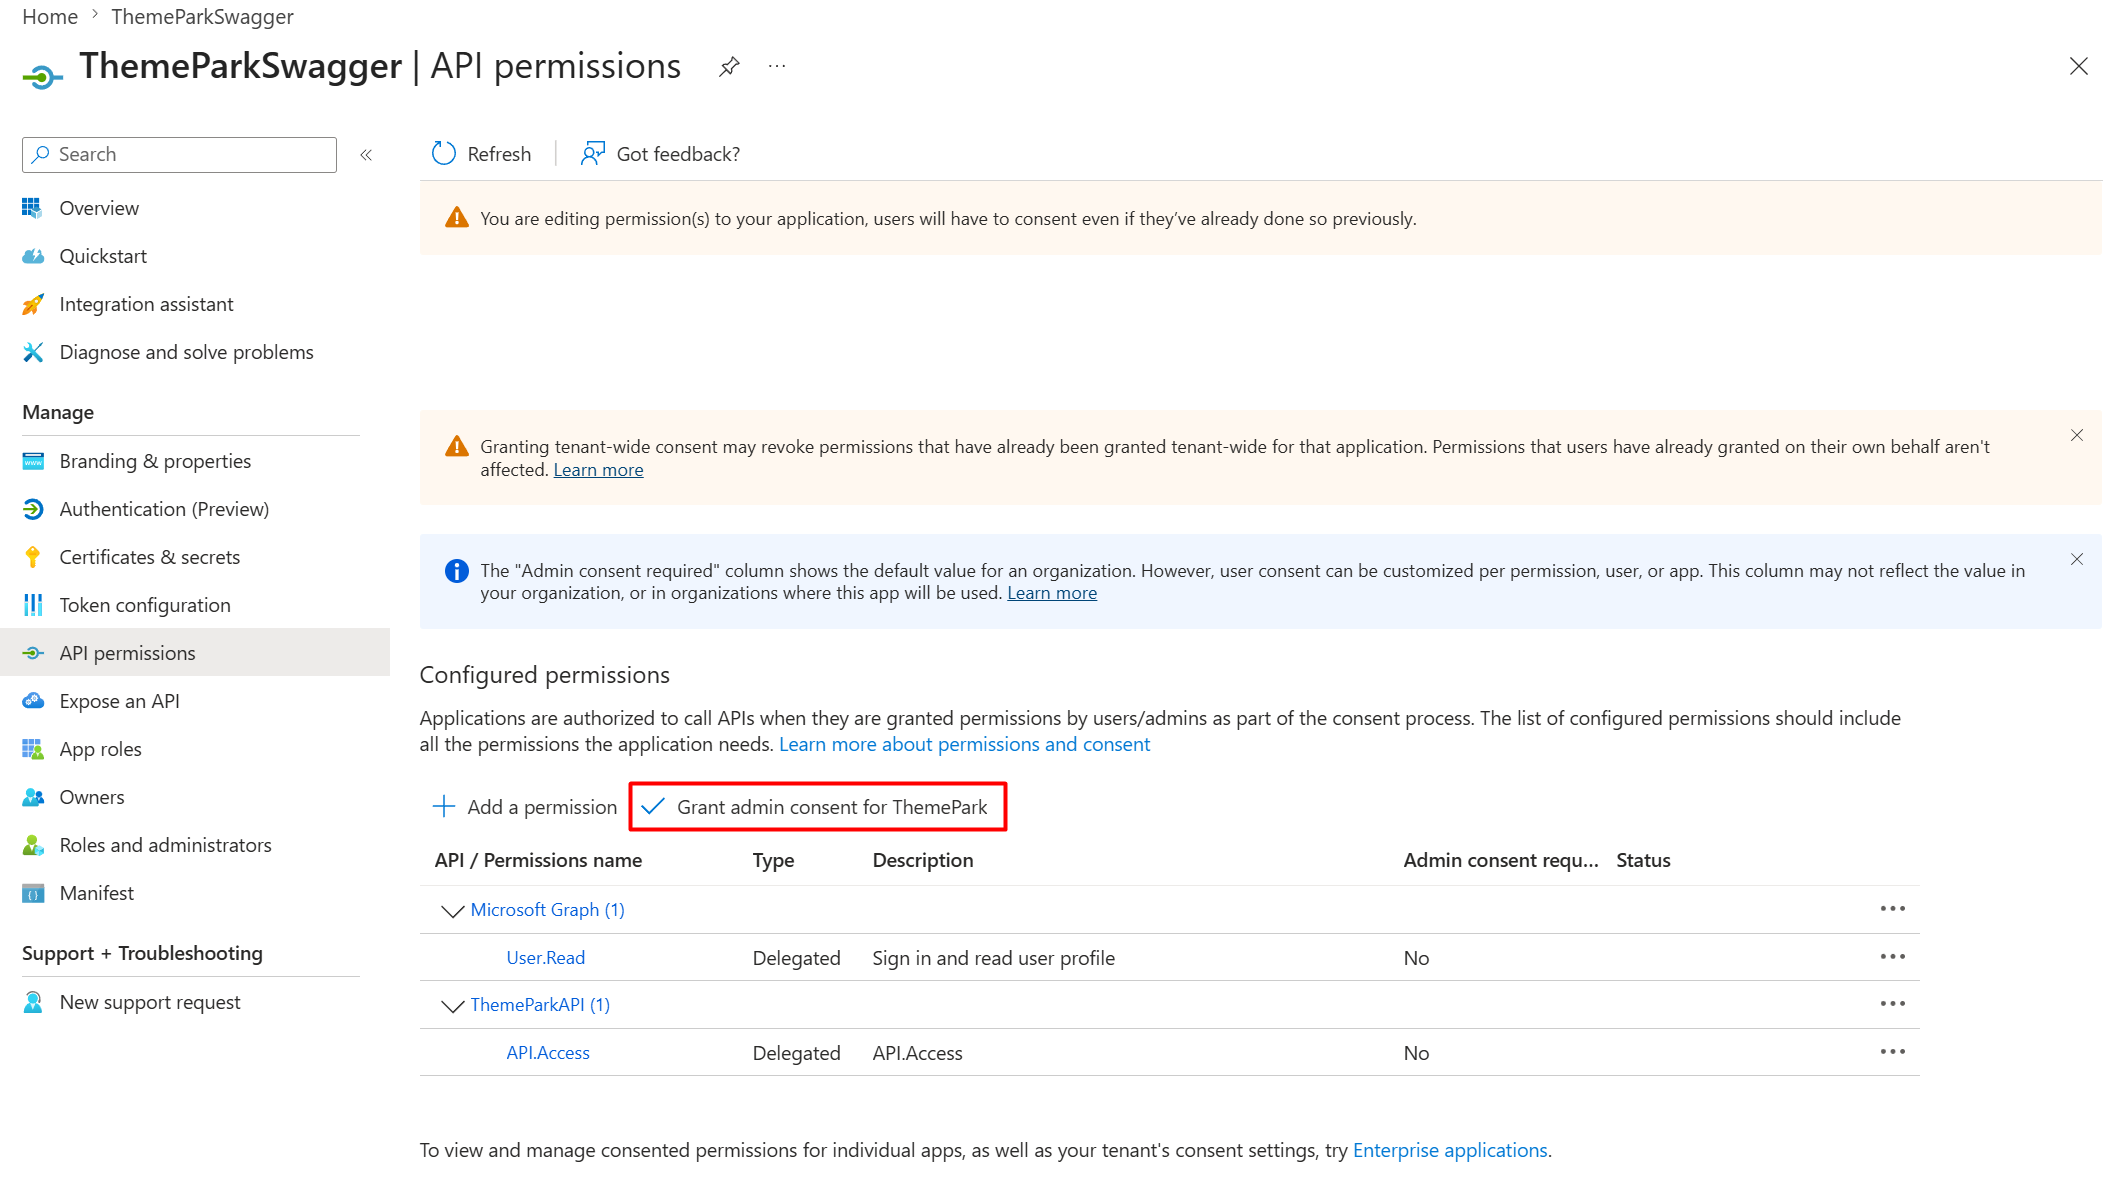 Home > ThemeParkSwagger
ThemeParkSwagger | API permissions ...
Search «
Refresh | Got feedback?
Overview
Quickstart
Integration assistant
Diagnose and solve problems
Manage
Branding & properties
Authentication (Preview)
Certificates & secrets
Token configuration
API permissions
Expose an API
App roles
Owners
Roles and administrators
Manifest
Support + Troubleshooting
New support request
You are editing permission(s) to your application, users will have to consent even if they’ve already done so previously.
Granting tenant-wide consent may revoke permissions that have already been granted tenant-wide for that application. Permissions that users have already granted on their own behalf aren't
affected. Learn more
The "Admin consent required" column shows the default value for an organization. However, user consent can be customized per permission, user, or app. This column may not reflect the value in
your organization, or in organizations where this app will be used. Learn more
Configured permissions
Applications are authorized to call APIs when they are granted permissions by users/admins as part of the consent process. The list of configured permissions should include
all the permissions the application needs. Learn more about permissions and consent
Add a permission Grant admin consent for ThemePark
API / Permissions name Type Description Admin consent requ... Status
Microsoft Graph (1)
User.Read Delegated Sign in and read user profile No
ThemeParkAPI (1)
API.Access Delegated API.Access No
To view and manage consented permissions for individual apps, as well as your tenant's consent settings, try Enterprise applications.